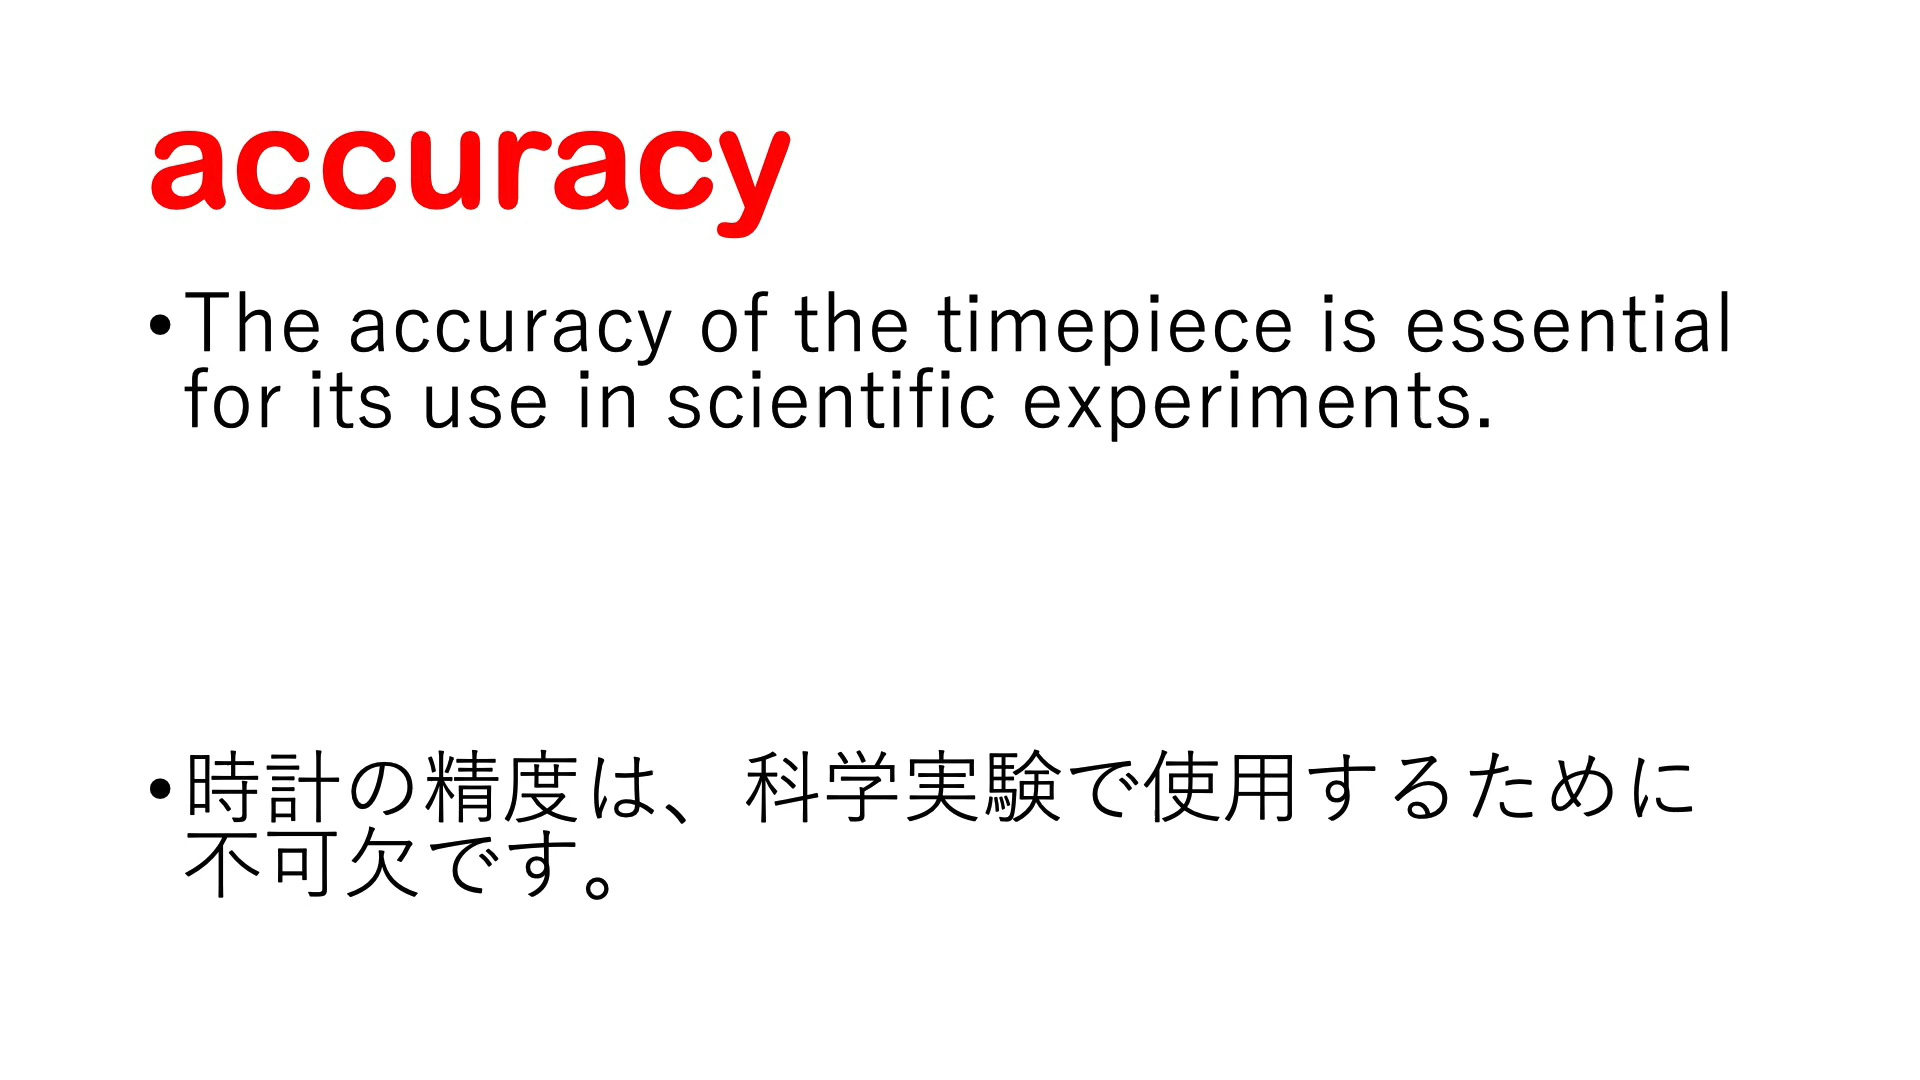 accuracy
•The accuracy of the timepiece is essential
for its use in scientific experiments.
•時計の精度は、科学実験で使用するために
不可欠です。